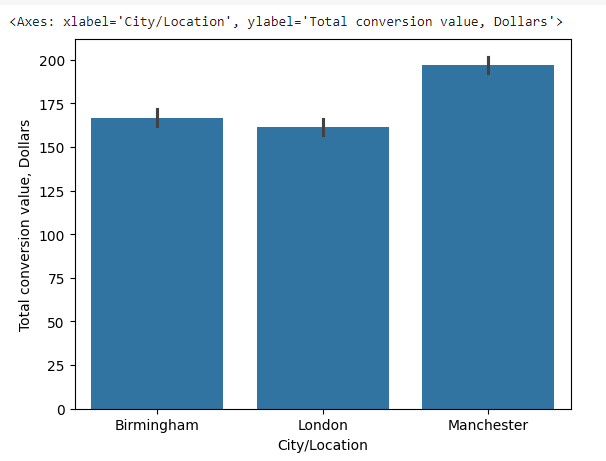 <Axes: xlabel='City/Location', ylabel='Total conversion value, Dollars'>
200
175
150
125
100
75
50
25
0
Total conversion value, Dollars
Birmingham London Manchester
City/Location